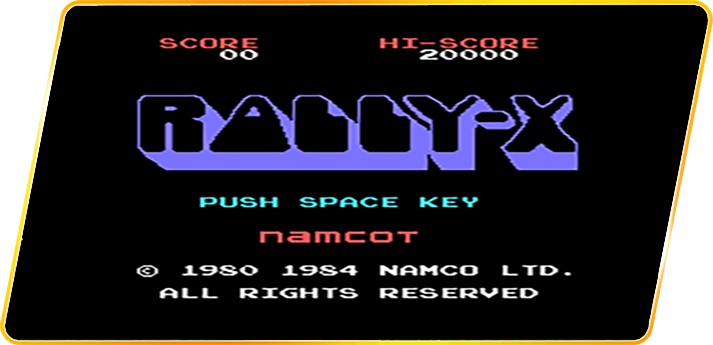 SCORE HI-SCORE
00 20000
RALLY-X
PUSH SPACE KEY
namcot
© 1980 1984 NAMCO LTD.
ALL RIGHTS RESERVED